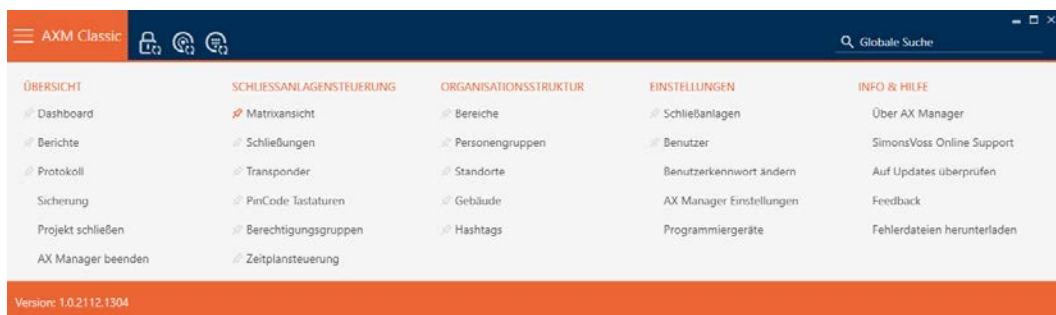 AXM Classic
Globale Suche
ÜBERSICHT
Dashboard
Berichte
Protokoll
Sicherung
Projekt schließen
AX Manager beenden
SCHLIESSANLAGENSTEUERUNG
Matrixansicht
Schließungen
Transponder
PinCode Tastaturen
Berechtigungsgruppen
Zeitplansteuerung
ORGANISATIONSSTRUKTUR
Bereiche
Personengruppen
Standorte
Gebäude
Hashtags
EINSTELLUNGEN
Schließanlagen
Benutzer
Benutzerkennwort ändern
AX Manager Einstellungen
Programmiergeräte
INFO & HILFE
Über AX Manager
SimonsVoss Online Support
Auf Updates überprüfen
Feedback
Fehlerdateien herunterladen
Version: 1.0.2112.1304